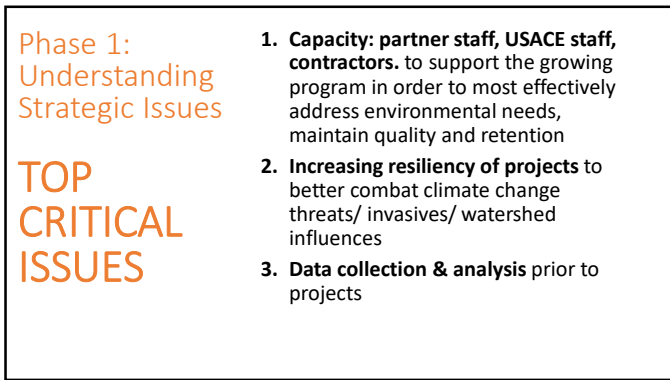 Phase 1:
Understanding
Strategic Issues
TOP
CRITICAL
ISSUES
1. Capacity: partner staff, USACE staff,
contractors. to support the growing
program in order to most effectively
address environmental needs,
maintain quality and retention
2. Increasing resiliency of projects to
better combat climate change
threats/ invasives/ watershed
influences
3. Data collection & analysis prior to
projects